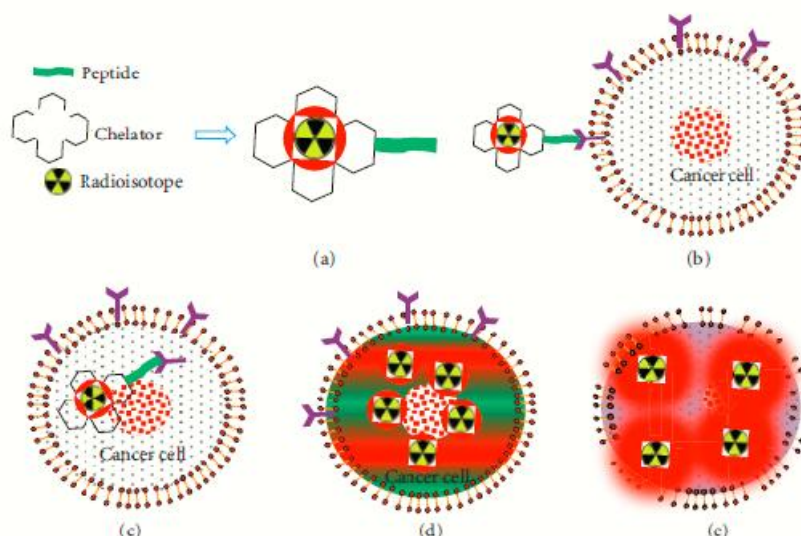 Peptide
Chelator
Radioisotope
Cancer cell
(a)
(b)
Cancer cell
Cancer cell
(c)
(d)
(e)